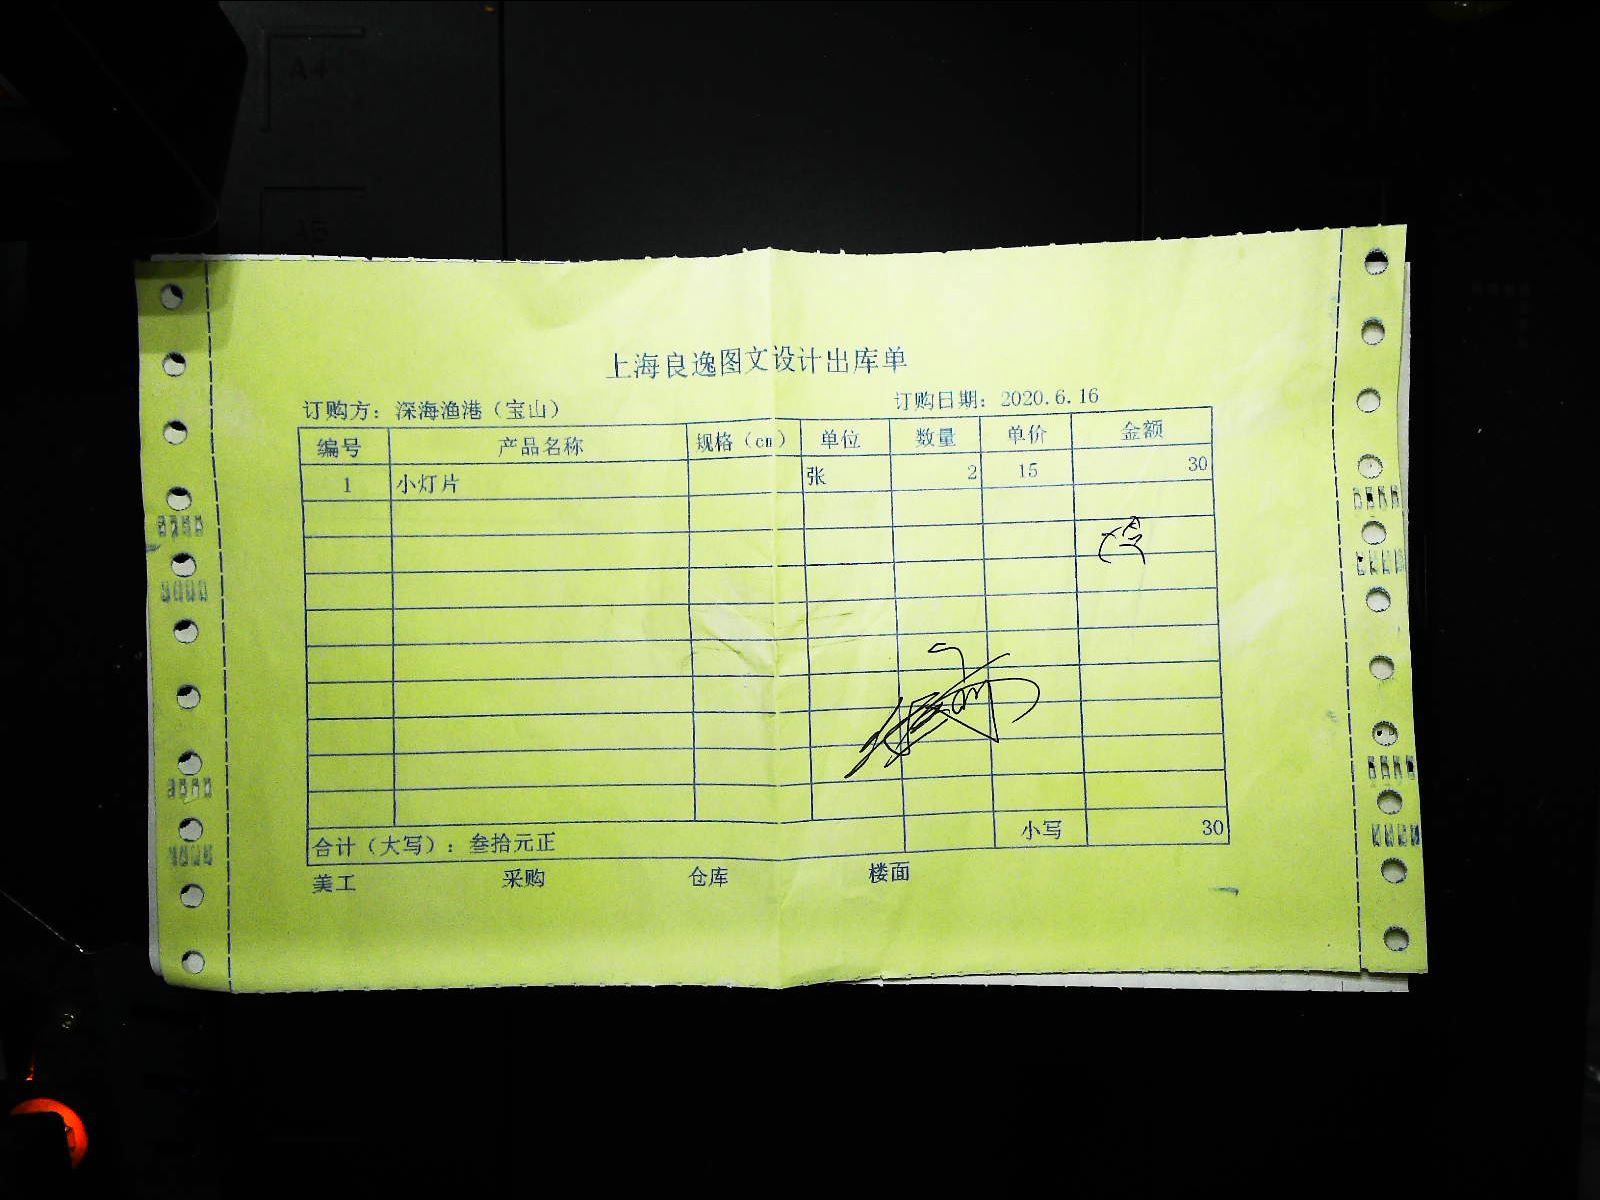 A4
上海良逸图文设计出库单
订购方：深海渔港（宝山） 订购日期：2020.6.16
编号 产品名称 规格（cm） 单位 数量 单价 金额
1 小灯片 张 2 15 30
合计（大写）：叁拾元正 小写 30
美工 采购 仓库 楼面